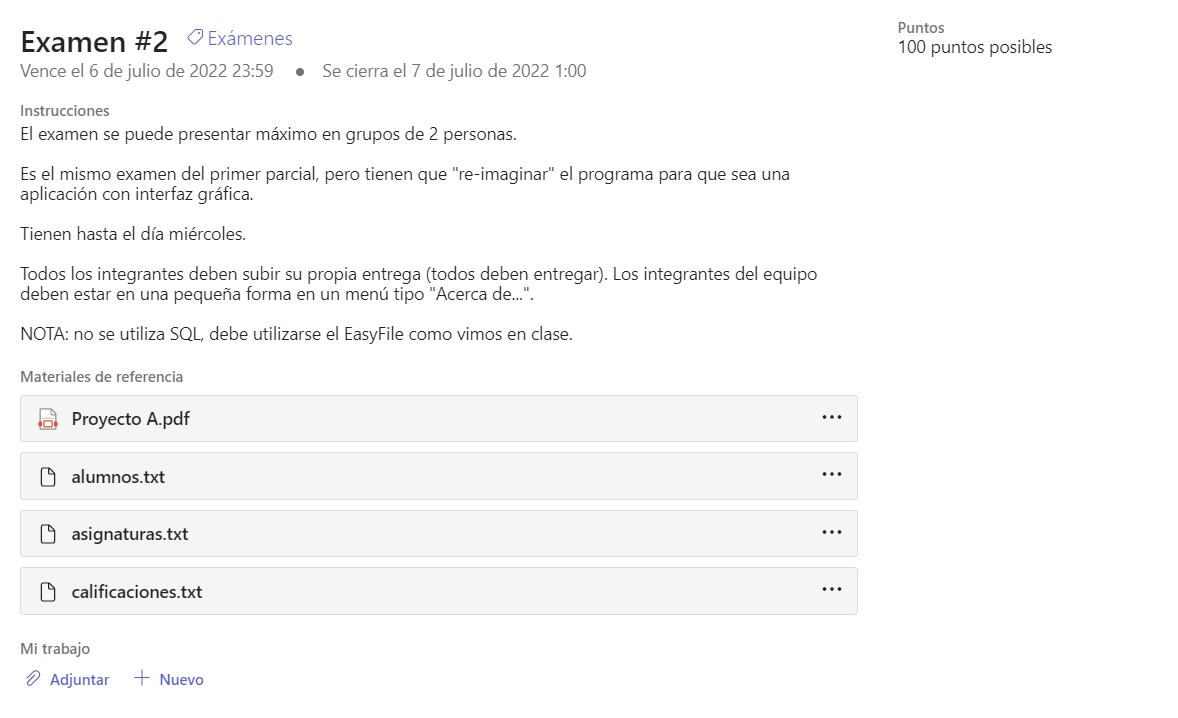 Examen #2
Exámenes
Puntos
100 puntos posibles
Vence el 6 de julio de 2022 23:59 • Se cierra el 7 de julio de 2022 1:00
Instrucciones
El examen se puede presentar máximo en grupos de 2 personas.
Es el mismo examen del primer parcial, pero tienen que "re-imaginar" el programa para que sea una
aplicación con interfaz gráfica.
Tienen hasta el día miércoles.
Todos los integrantes deben subir su propia entrega (todos deben entregar). Los integrantes del equipo
deben estar en una pequeña forma en un menú tipo "Acerca de...".
NOTA: no se utiliza SQL, debe utilizarse el EasyFile como vimos en clase.
Materiales de referencia
Proyecto A.pdf
alumnos.txt
asignaturas.txt
calificaciones.txt
Mi trabajo
Adjuntar
Nuevo